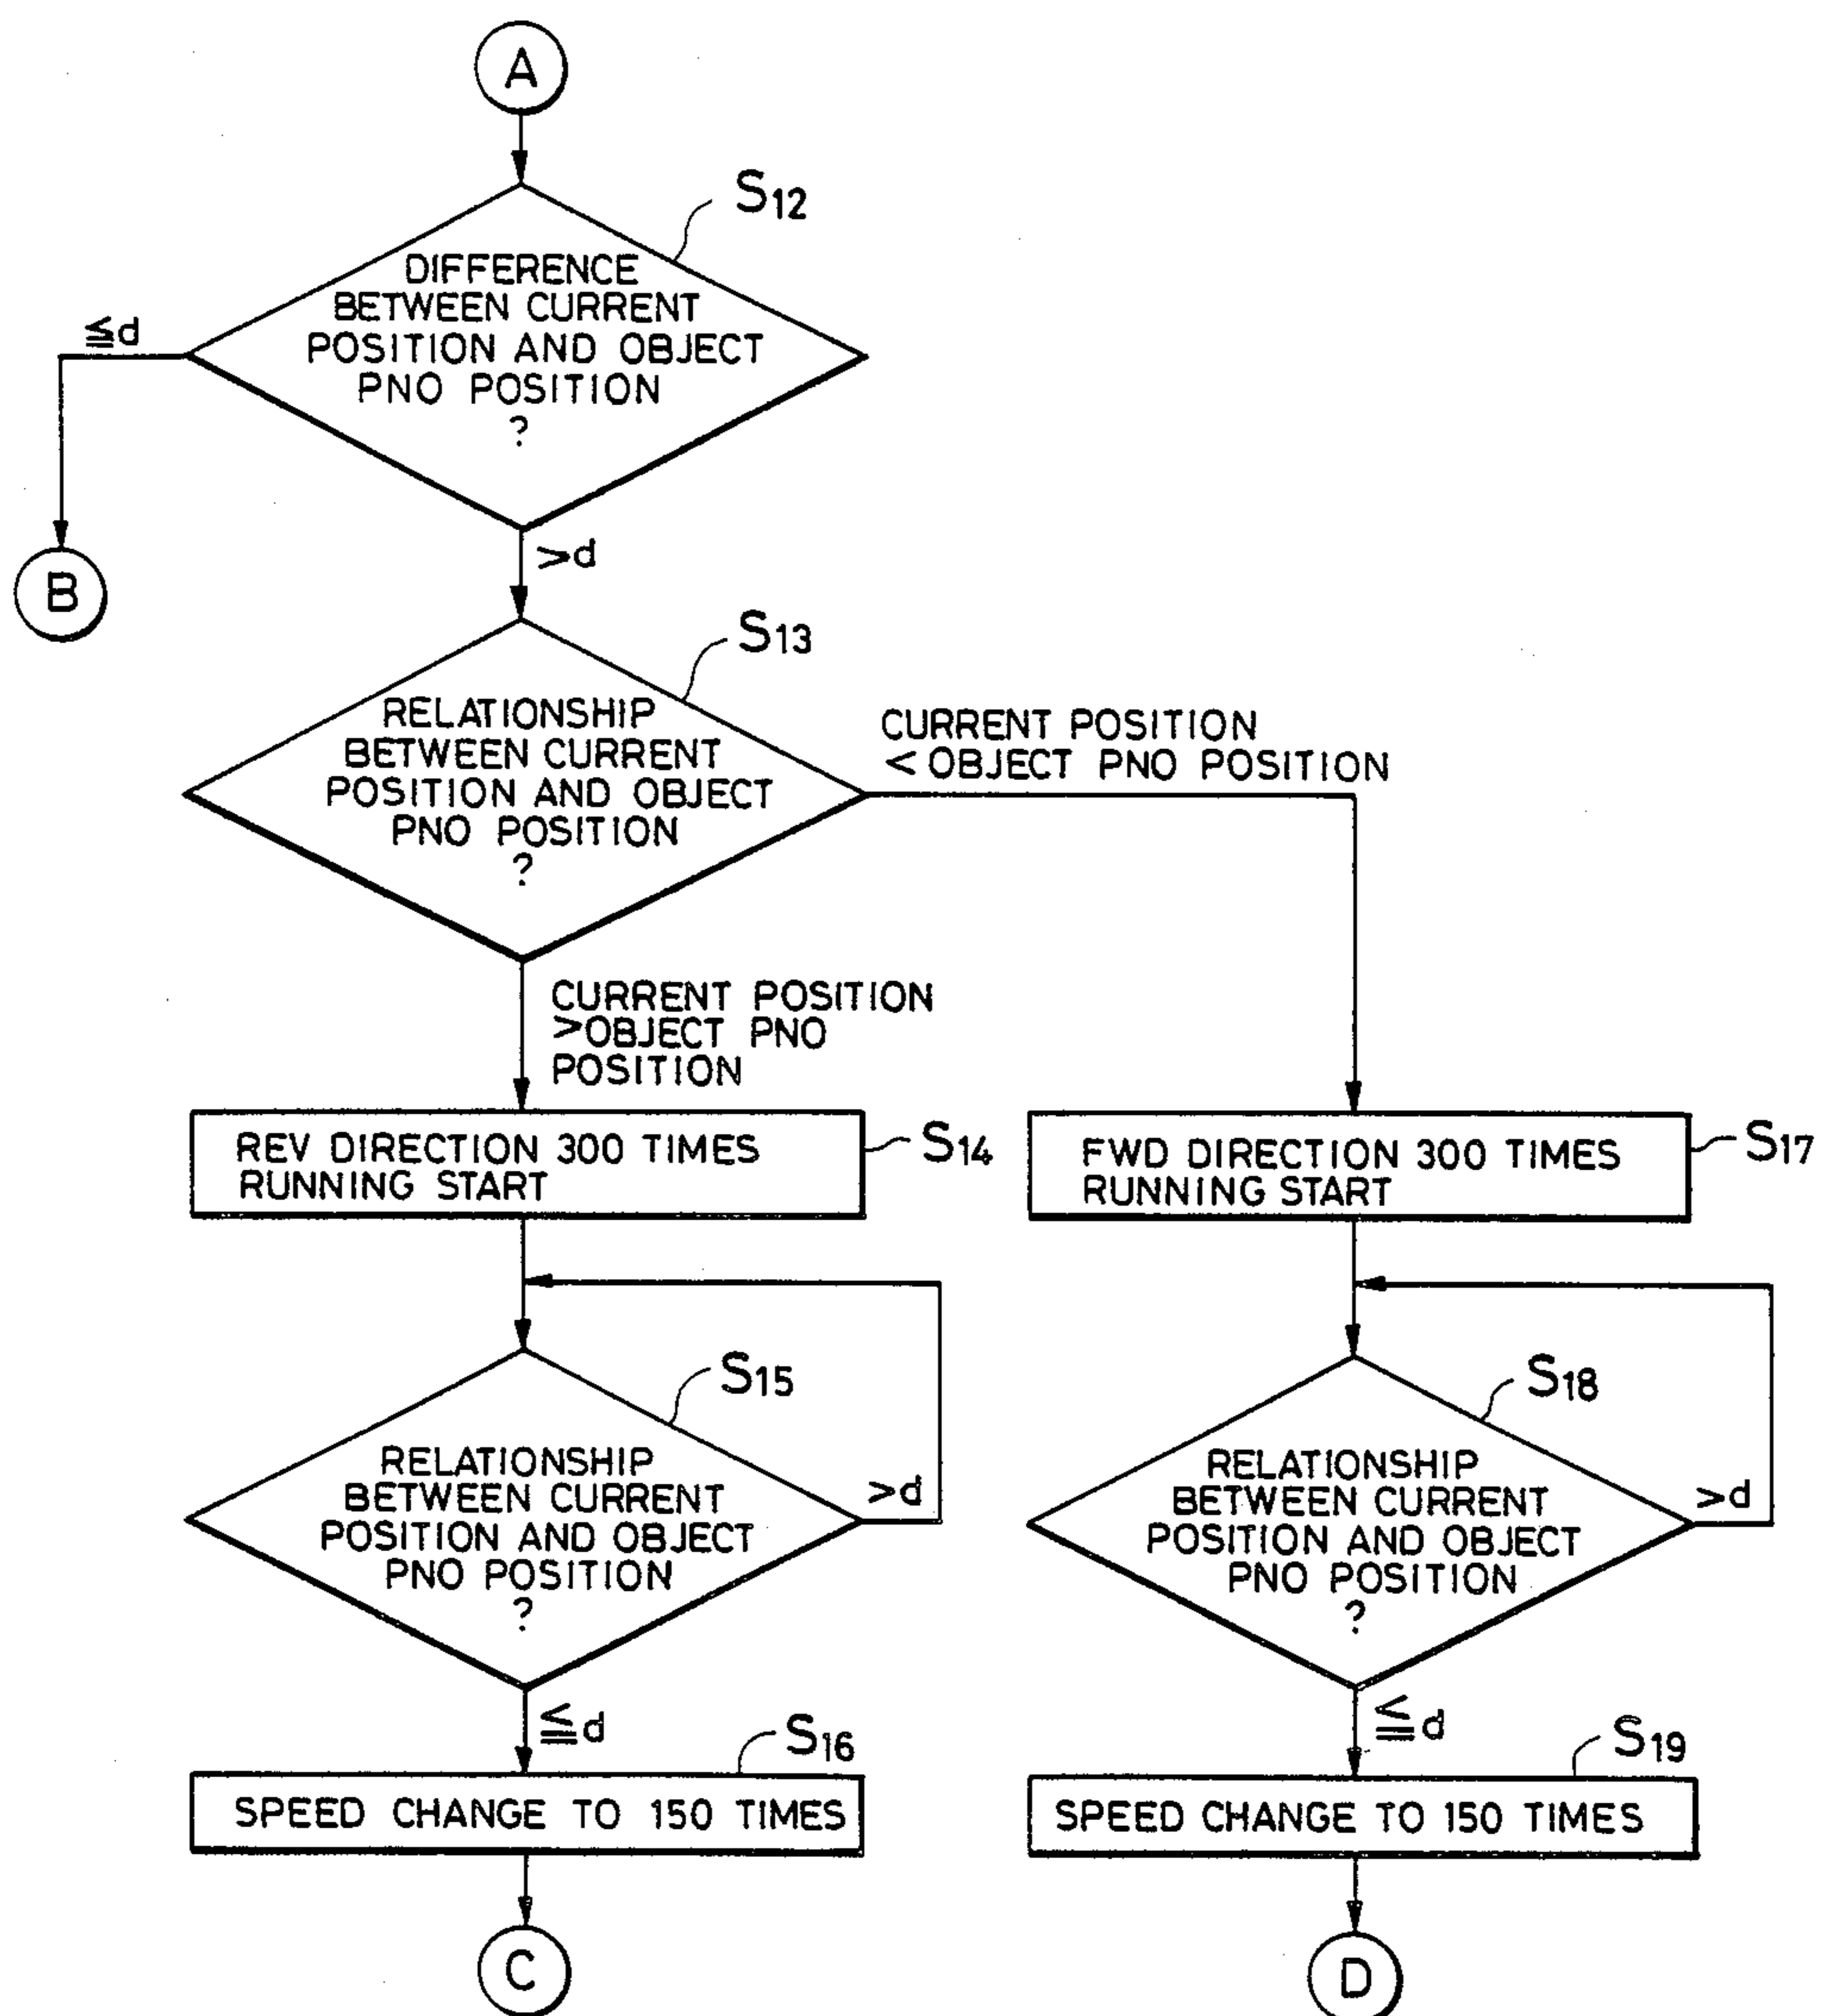 A
S12
DIFFERENCE
BETWEEN CURRENT
POSITION AND OBJECT
PNO POSITION
?
≦d
B
>d
S13
RELATIONSHIP
BETWEEN CURRENT
POSITION AND OBJECT
PNO POSITION
?
CURRENT POSITION
< OBJECT PNO POSITION
CURRENT POSITION
>OBJECT PNO
POSITION
REV DIRECTION 300 TIMES
RUNNING START
S14
FWD DIRECTION 300 TIMES
RUNNING START
S17
S15
RELATIONSHIP
BETWEEN CURRENT
POSITION AND OBJECT
PNO POSITION
?
>d
S18
RELATIONSHIP
BETWEEN CURRENT
POSITION AND OBJECT
PNO POSITION
?
>d
≦d
S16
SPEED CHANGE TO 150 TIMES
≦d
S19
SPEED CHANGE TO 150 TIMES
C
D